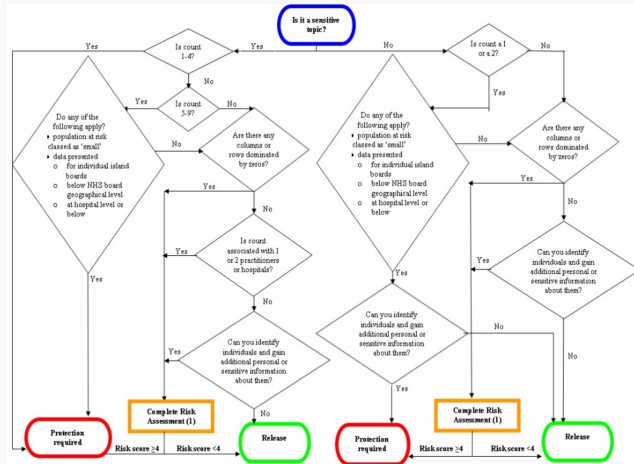 Is it a sensitive
topic?
Yes
Is count
1-4?
Yes
No
Is count a 1
or a 2?
No
No
Yes
Is count
5-9?
No
Yes
Do any of the
following apply?
▸ population at risk
classed as 'small'
▸ data presented
o for individual island
boards
o below NHS board
geographical level
o at hospital level or
below
No
Are there any
columns or
rows dominated
by zeros?
Yes
No
Is count
associated with 1
or 2 practitioners
or hospitals?
Yes
No
Can you identify
individuals and gain
additional personal or
sensitive information
about them?
Yes
No
Yes
Protection
required
Complete Risk
Assessment (1)
Release
Risk score ≥4
Risk score <4
Do any of the
following apply?
▸ population at risk
classed as 'small'
▸ data presented
o for individual island
boards
o below NHS board
geographical level
o at hospital level or
below
No
Are there any
columns or
rows dominated
by zeros?
Yes
No
Can you identify
individuals and gain
additional personal or
sensitive information
about them?
Yes
No
Yes
Can you identify
individuals and gain
additional personal or
sensitive information
about them?
No
Yes
Protection
required
Complete Risk
Assessment (1)
Release
Risk score ≥4
Risk score <4